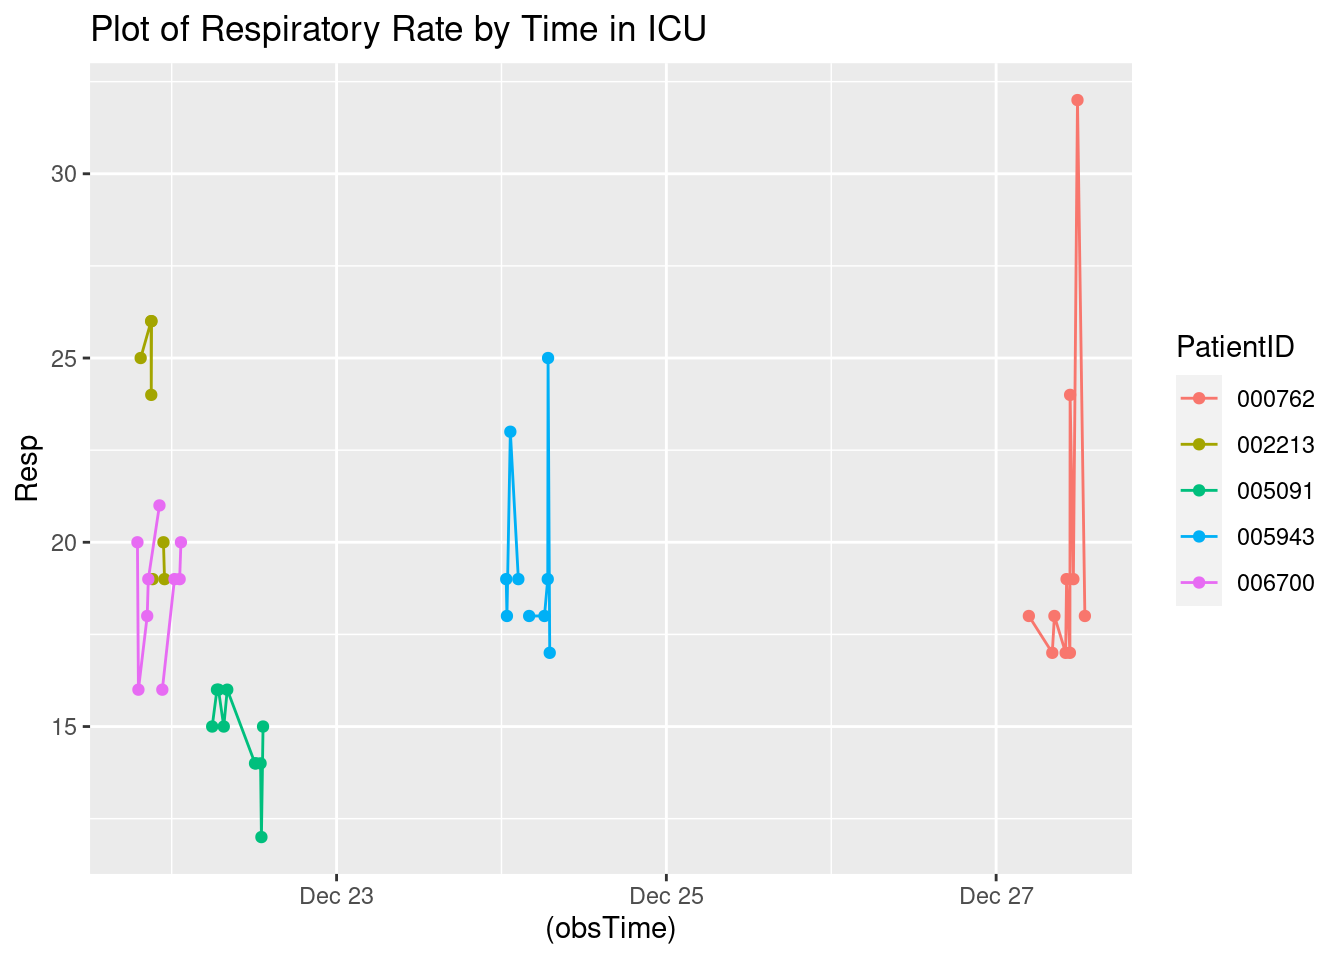 Plot of Respiratory Rate by Time in ICU
30
25
20
15
Resp
Dec 23
Dec 25
Dec 27
(obsTime)
PatientID
000762
002213
005091
005943
006700